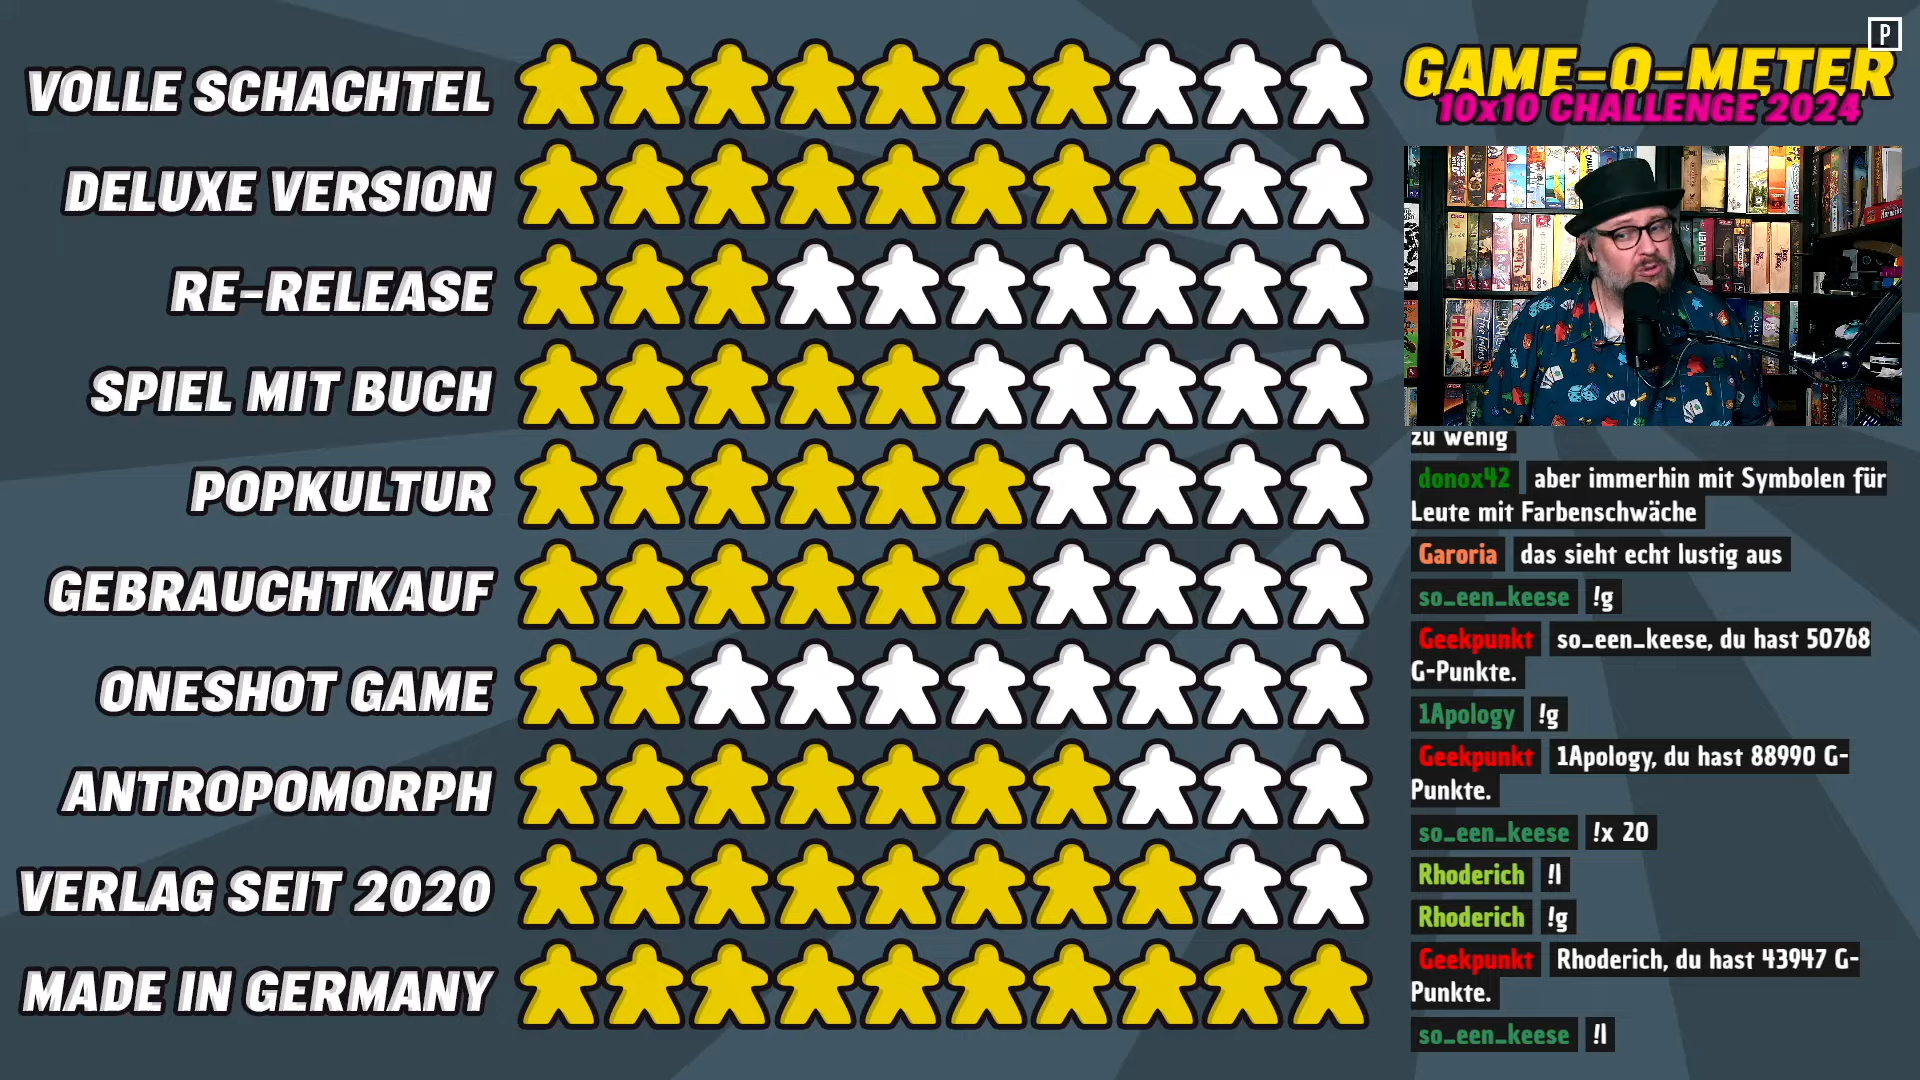 VOLLE SCHACHTEL
DELUXE VERSION
RE-RELEASE
SPIEL MIT BUCH
POPKULTUR
GEBRAUCHTKAUF
ONESHOT GAME
ANTROPOMORPH
VERLAG SEIT 2020
MADE IN GERMANY
P
GAME-O-METER
10x10 CHALLENGE 2024
HEAT
ELEVEN
zu wenig
donox42 aber immerhin mit Symbolen für
Leute mit Farbenschwäche
Garoria das sieht echt lustig aus
so_een_keese !g
Geekpunkt so_een_keese, du hast 50768
G-Punkte.
1Apology !g
Geekpunkt 1Apology, du hast 88990 G-
Punkte.
so_een_keese !x 20
Rhoderich !l
Rhoderich !g
Geekpunkt Rhoderich, du hast 43947 G-
Punkte.
so_een_keese !l